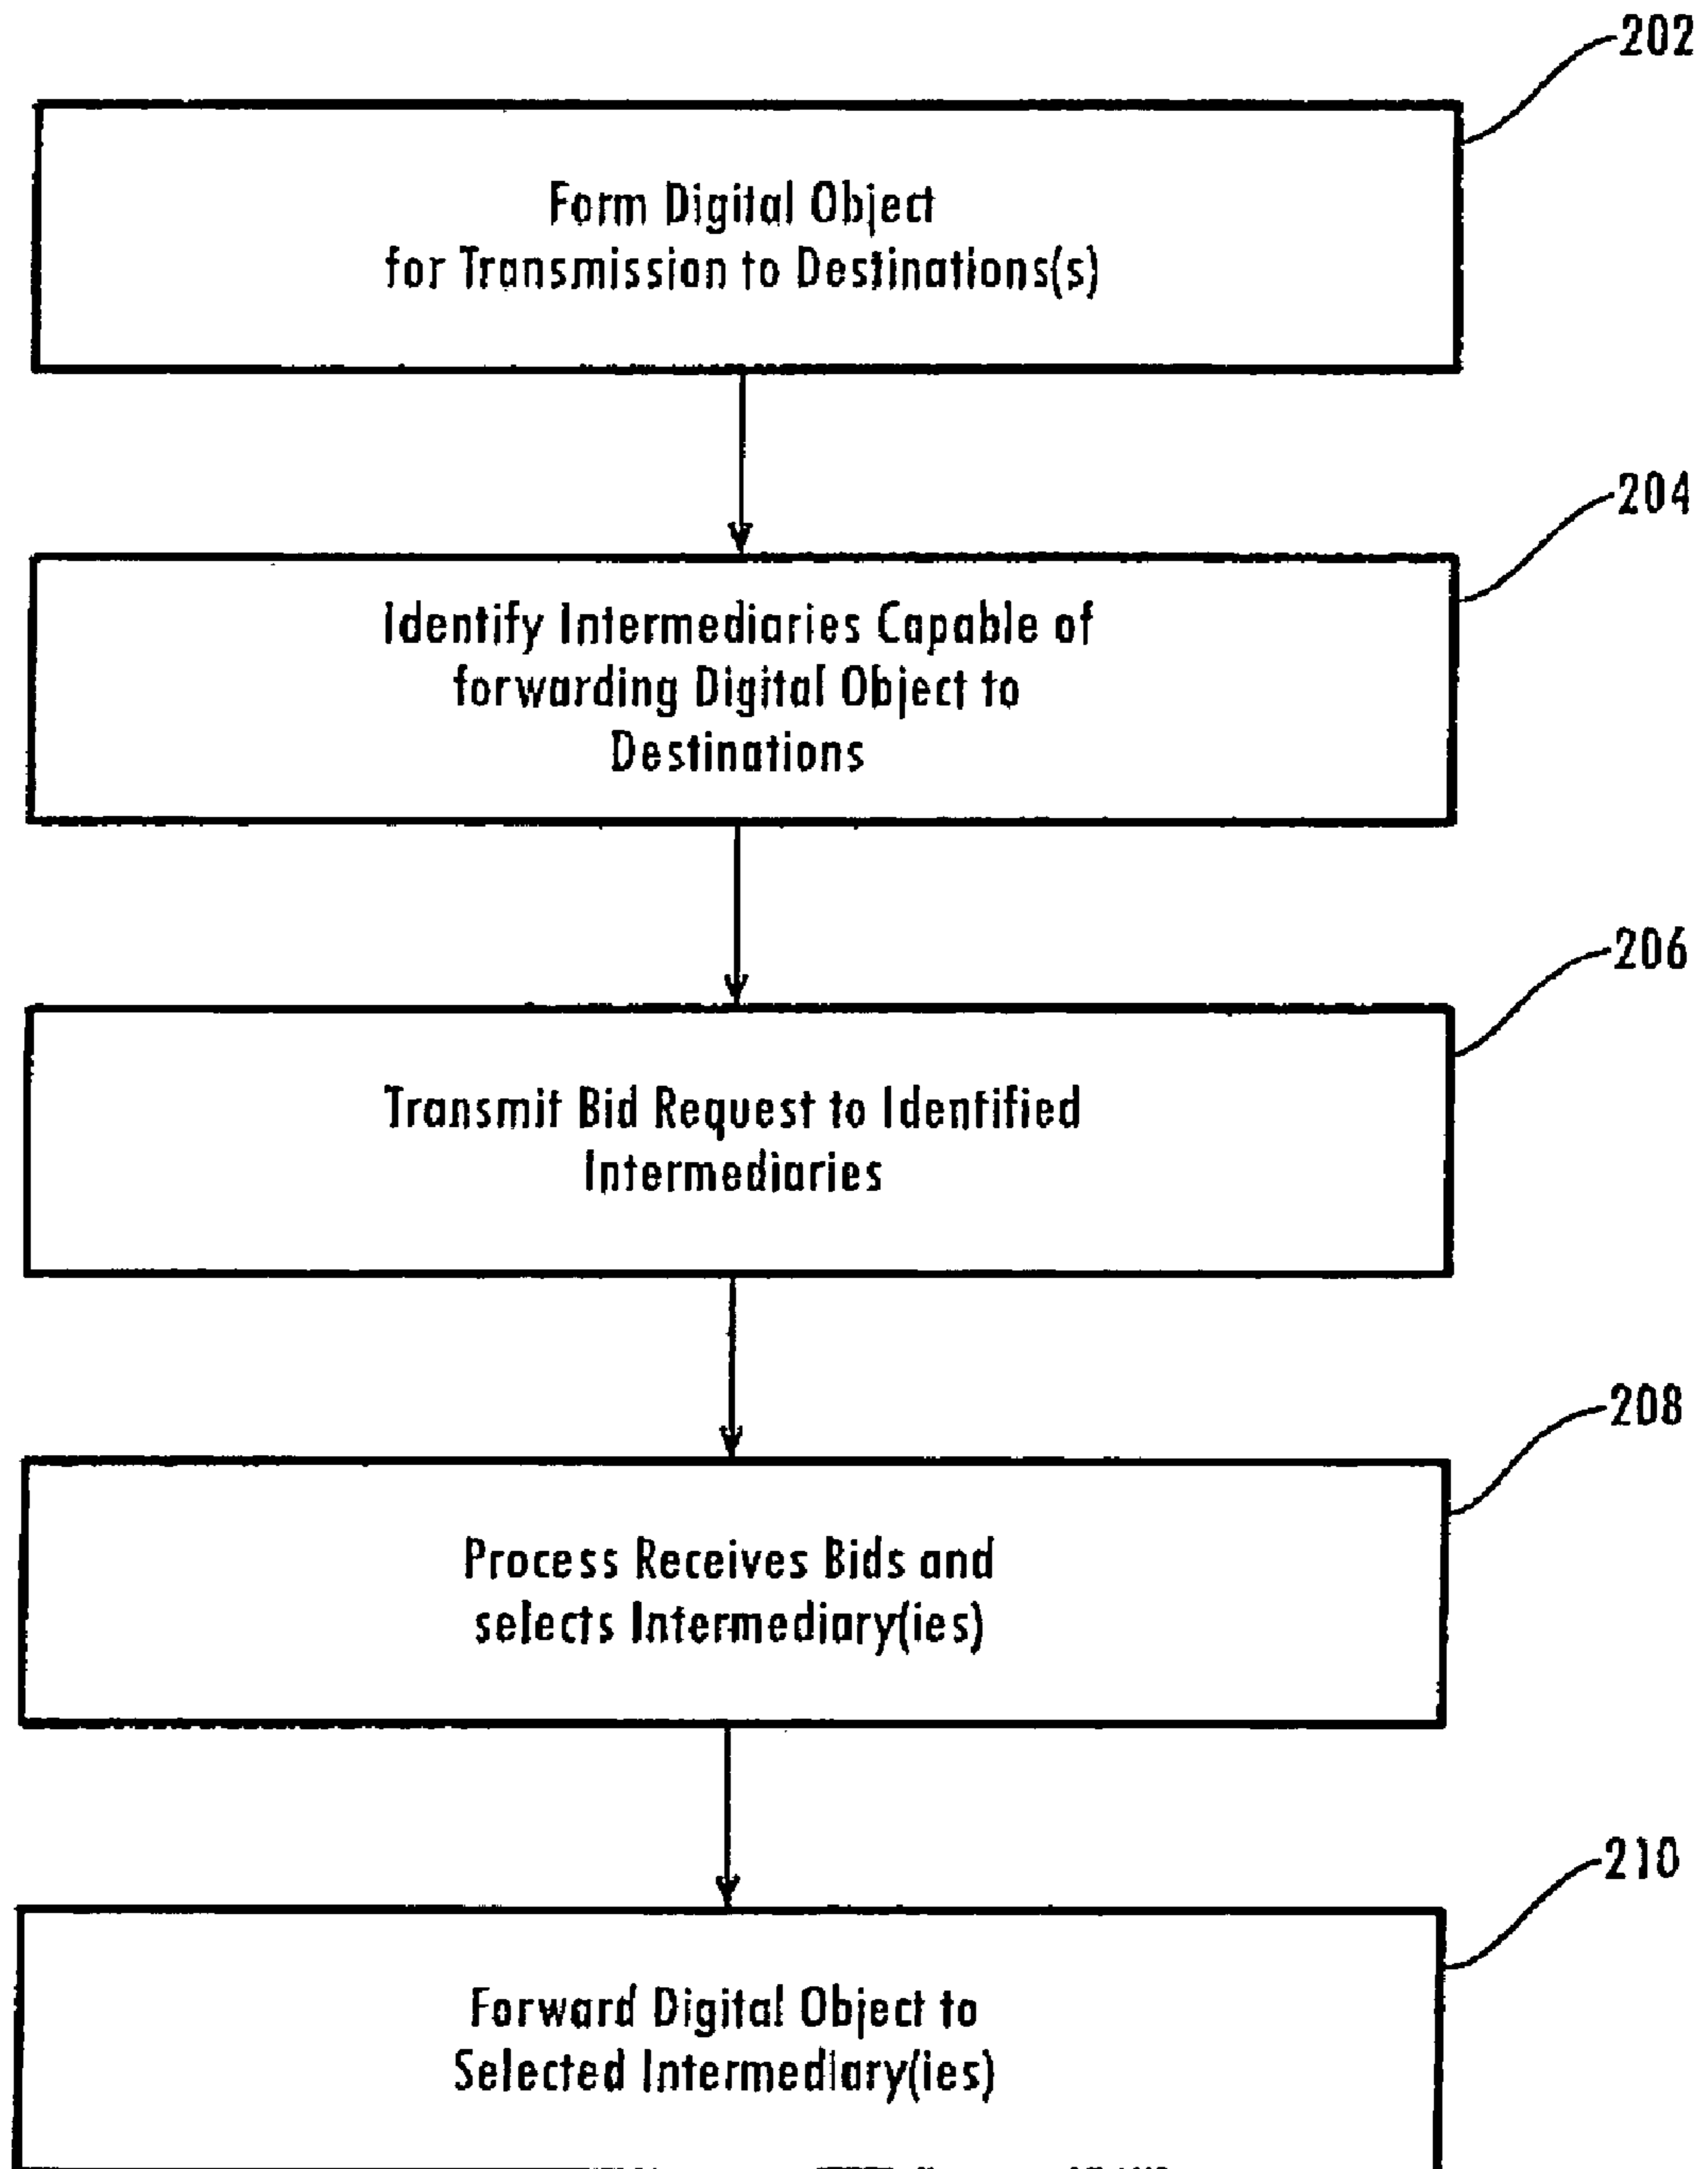 202
Form Digital Object
for Transmission to Destinations(s)
204
Identify Intermediaries Capable of
forwarding Digital Object to
Destinations
206
Transmit Bid Request to Identified
Intermediaries
208
Process Receives Bids and
selects Intermediary(ies)
210
Forward Digital Object to
Selected Intermediary(ies)